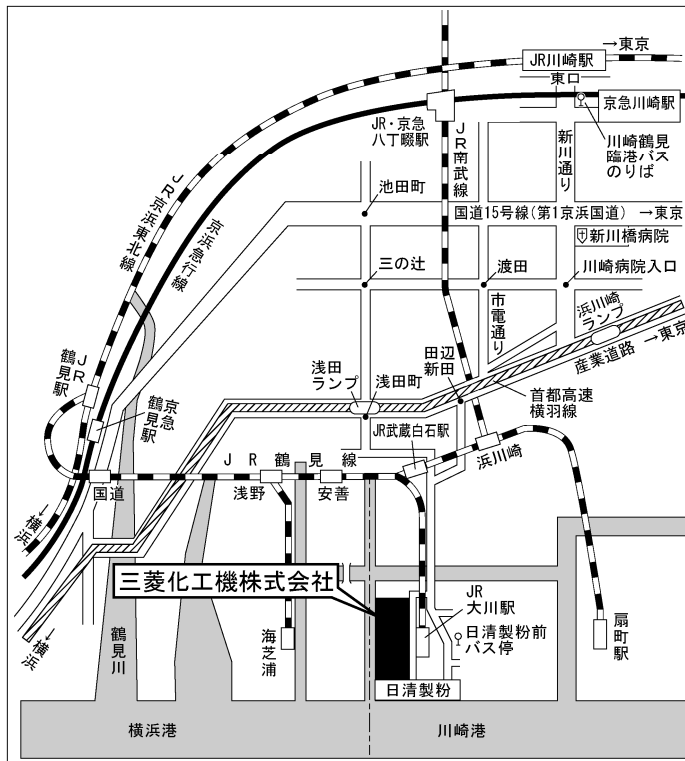 JR川崎駅
→東京
東口
京急川崎駅
JR・京急
八丁畷駅
川崎鶴見
臨港バス
のりば
新川通り
JR南武線
池田町
国道15号線(第1京浜国道) →東京
新川橋病院
JR京浜東北線
京浜急行線
三の辻
渡田
川崎病院入口
市電通り
浜川崎
ランプ
産業道路 →東京
JR
鶴見駅
京急
鶴見駅
浅田
ランプ
浅田町
田辺
新田
首都高速
横羽線
JR武蔵白石駅
浜川崎
JR鶴見線
国道
浅野
安善
←横浜
三菱化工機株式会社
JR
大川駅
日清製粉前
バス停
扇町駅
←横浜
鶴見川
海芝浦
日清製粉
横浜港
川崎港